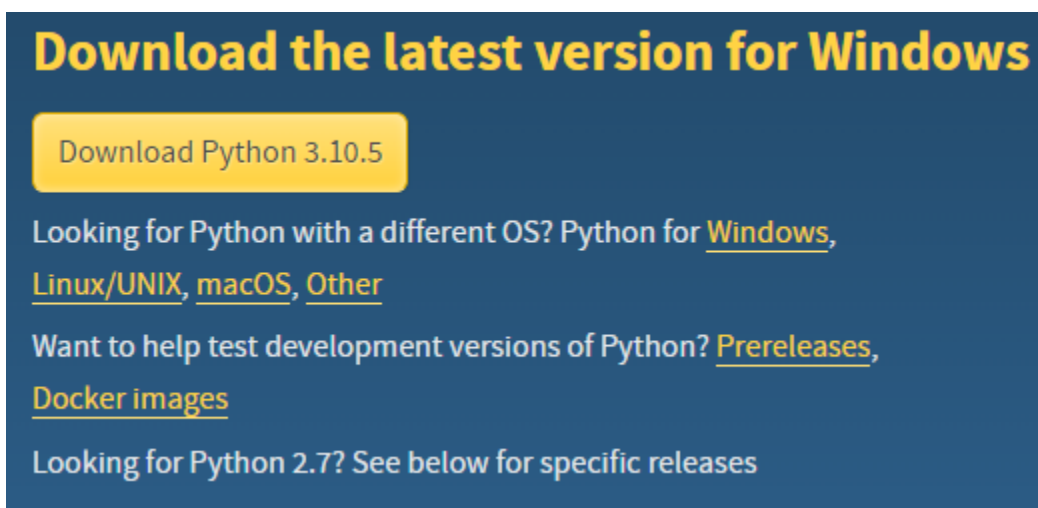 Download the latest version for Windows
Download Python 3.10.5
Looking for Python with a different OS? Python for Windows,
Linux/UNIX, macOS, Other
Want to help test development versions of Python? Prereleases,
Docker images
Looking for Python 2.7? See below for specific releases